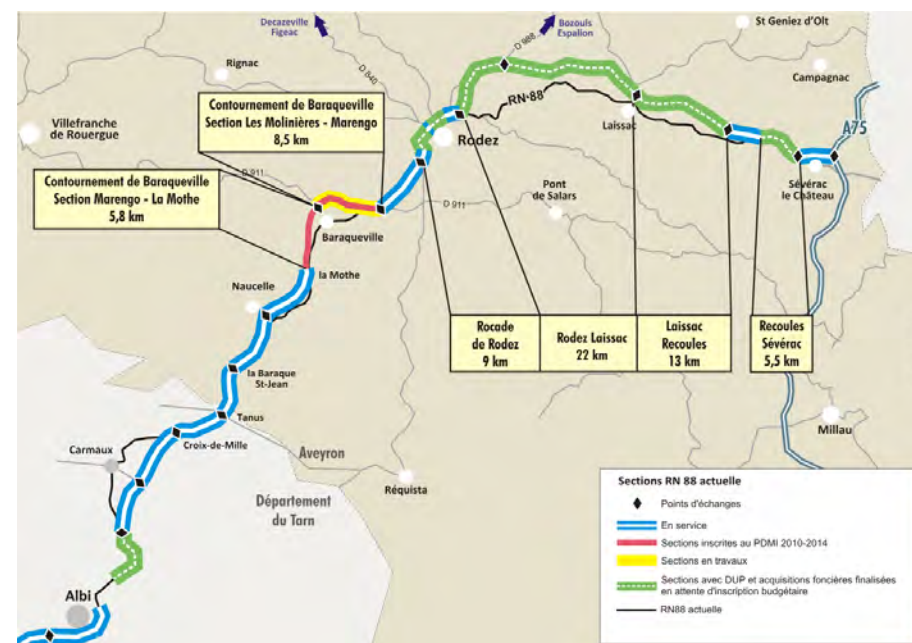 Decazeville
Figeac
Bozouls
Espalion
St Geniez d'Olt
D 988
D 840
Rignac
Campagnac
Contournement de Baraqueville
Section Les Molinières - Marengo
8,5 km
RN-88
A75
Villefranche
de Rouergue
Laissac
Rodez
Contournement de Baraqueville
Section Marengo - La Mothe
5,8 km
D 911
Sévérac
le Château
Pont
de Salars
D 911
Baraqueville
la Mothe
Naucelle
Rocade
de Rodez
9 km
Rodez Laissac
22 km
Laissac
Recoules
13 km
Recoules
Sévérac
5,5 km
la Baraque
St-Jean
Tanus
Millau
Croix-de-Mille
Carmaux
Aveyron
Réquista
Département
du Tarn
Albi
Sections RN 88 actuelle
Points d'échanges
En service
Sections inscrites au PDMI 2010-2014
Sections en travaux
Sections avec DUP et acquisitions foncières finalisées
en attente d'inscription budgétaire
RN88 actuelle